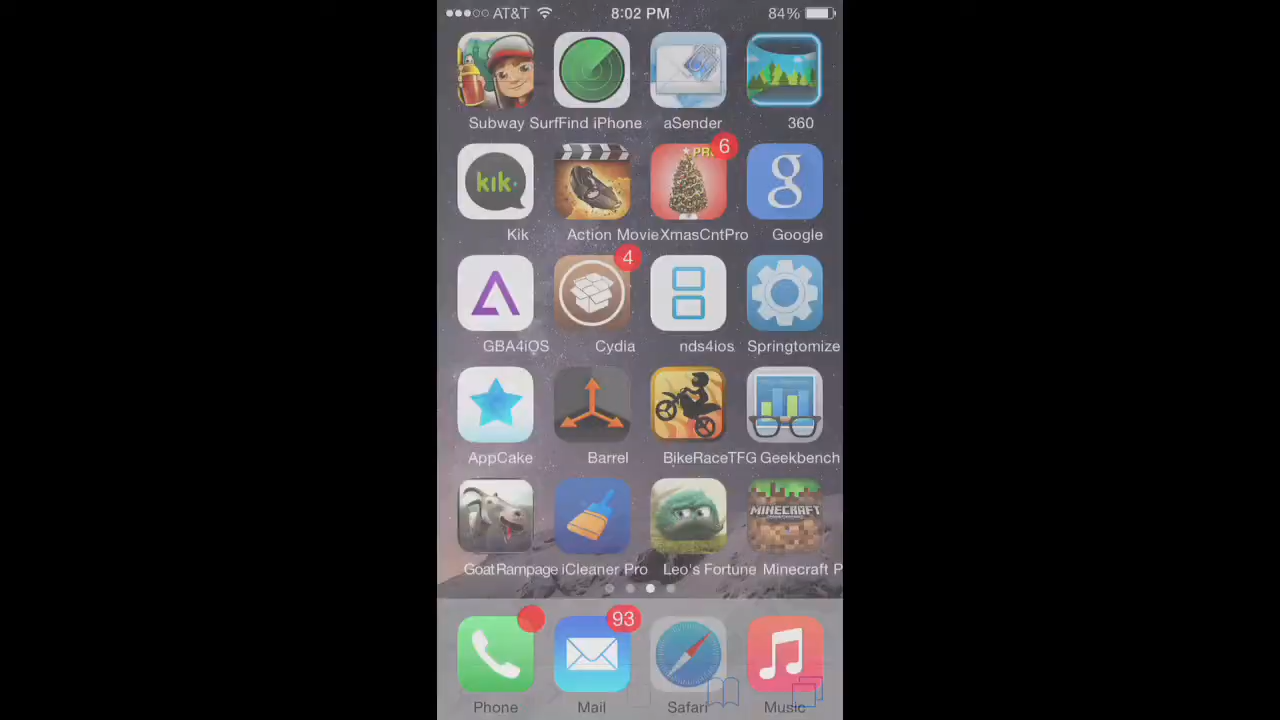 AT&T 8:02 PM 84%
Subway Surf Find iPhone aSender 360
PRO 6
kik.
Kik Action Movie XmasCntPro Google
4
GBA4iOS Cydia nds4ios Springtomize
AppCake Barrel BikeRaceTFG Geekbench
MINECRAFT
GoatRampage iCleaner Pro Leo's Fortune Minecraft P
93
Phone Mail Safari Music